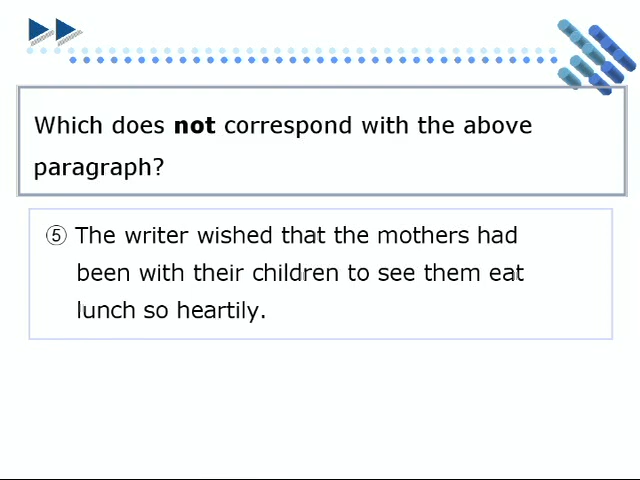 Which does not correspond with the above
paragraph?
⑤ The writer wished that the mothers had
been with their children to see them eat
lunch so heartily.